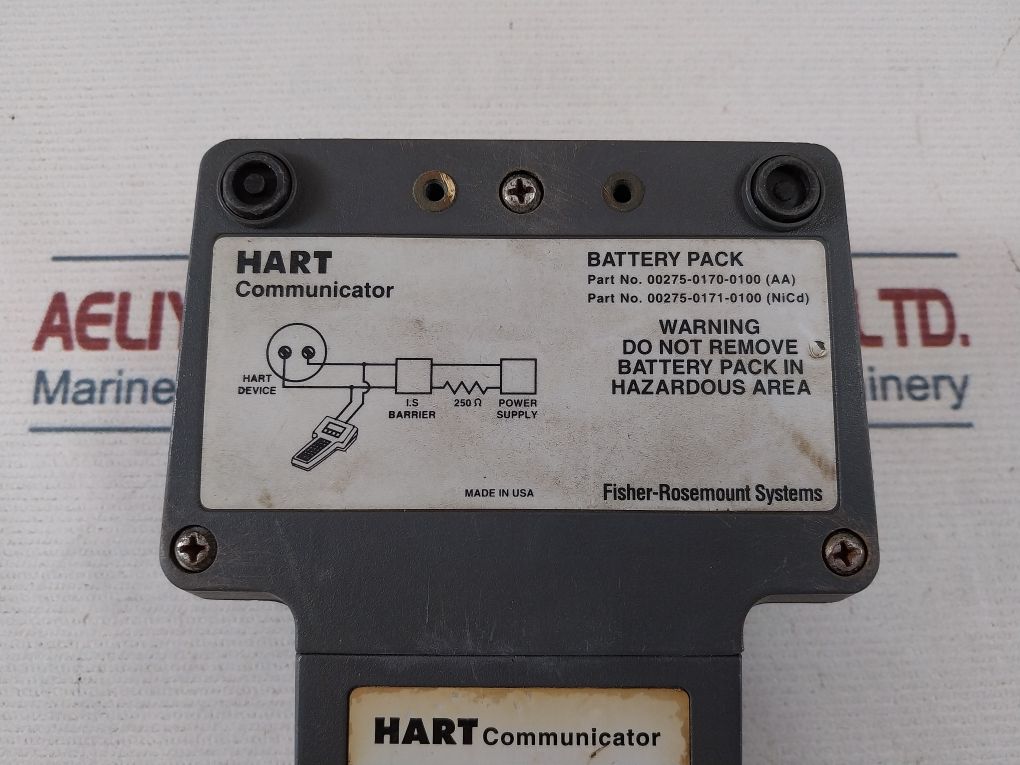 HART
Communicator
BATTERY PACK
Part No. 00275-0170-0100 (AA)
Part No. 00275-0171-0100 (NiCd)
WARNING
DO NOT REMOVE
BATTERY PACK IN
HAZARDOUS AREA
HART
DEVICE
I.S
BARRIER
250 Ω
POWER
SUPPLY
MADE IN USA
Fisher-Rosemount Systems
HART Communicator
LTD.
Marine